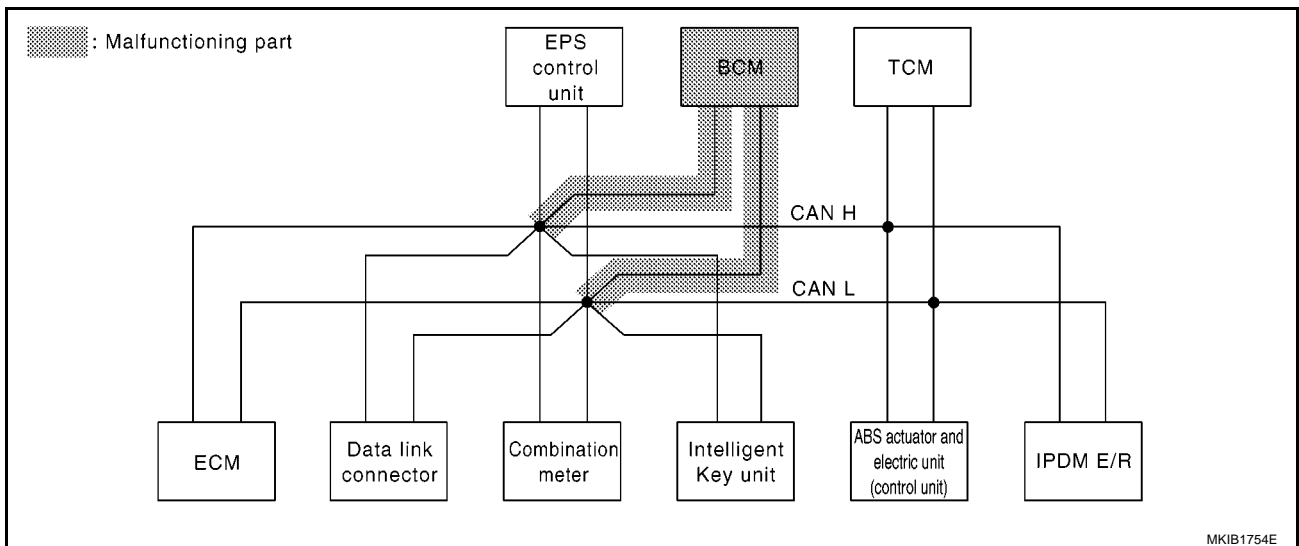 : Malfunctioning part
EPS
control
unit
BCM
TCM
CAN H
CAN L
ECM
Data link
connector
Combination
meter
Intelligent
Key unit
ABS actuator and
electric unit
(control unit)
IPDM E/R
MKIB1754E